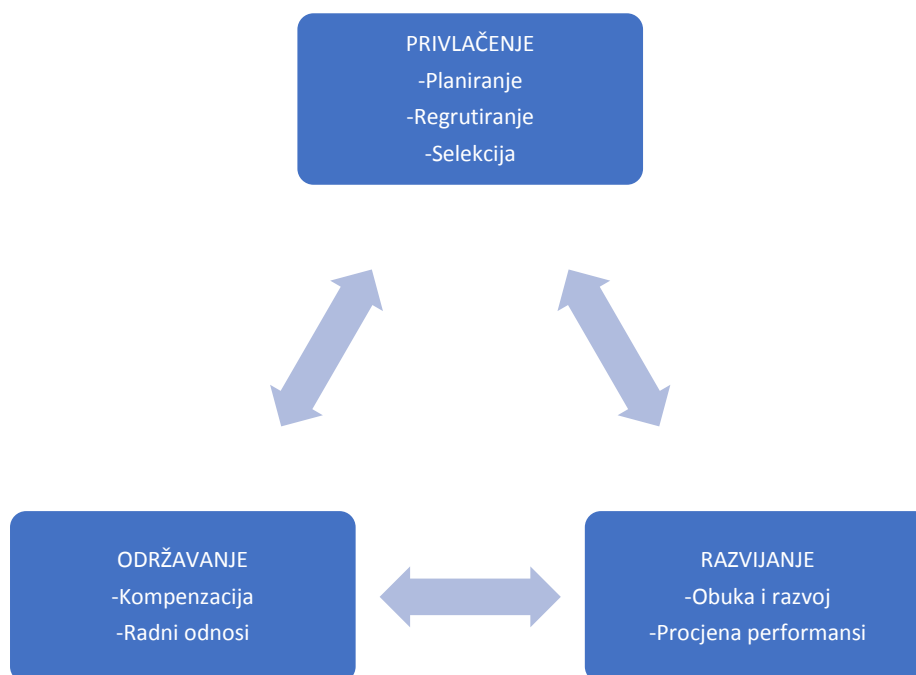 PRIVLAČENJE
-Planiranje
-Regrutiranje
-Selekcija
ODRŽAVANJE
-Kompenzacija
-Radni odnosi
RAZVIJANJE
-Obuka i razvoj
-Procjena performansi